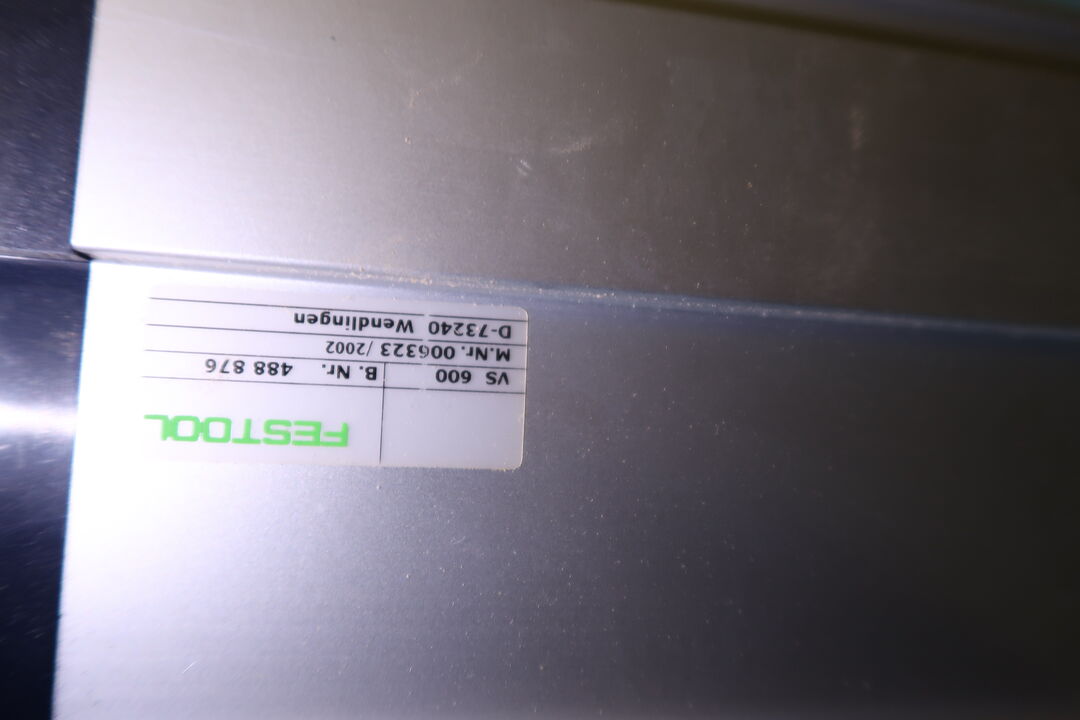 FESTOOL
VS 600 B. Nr. 488 876
M.Nr. 006323 / 2002
D-73240 Wendlingen